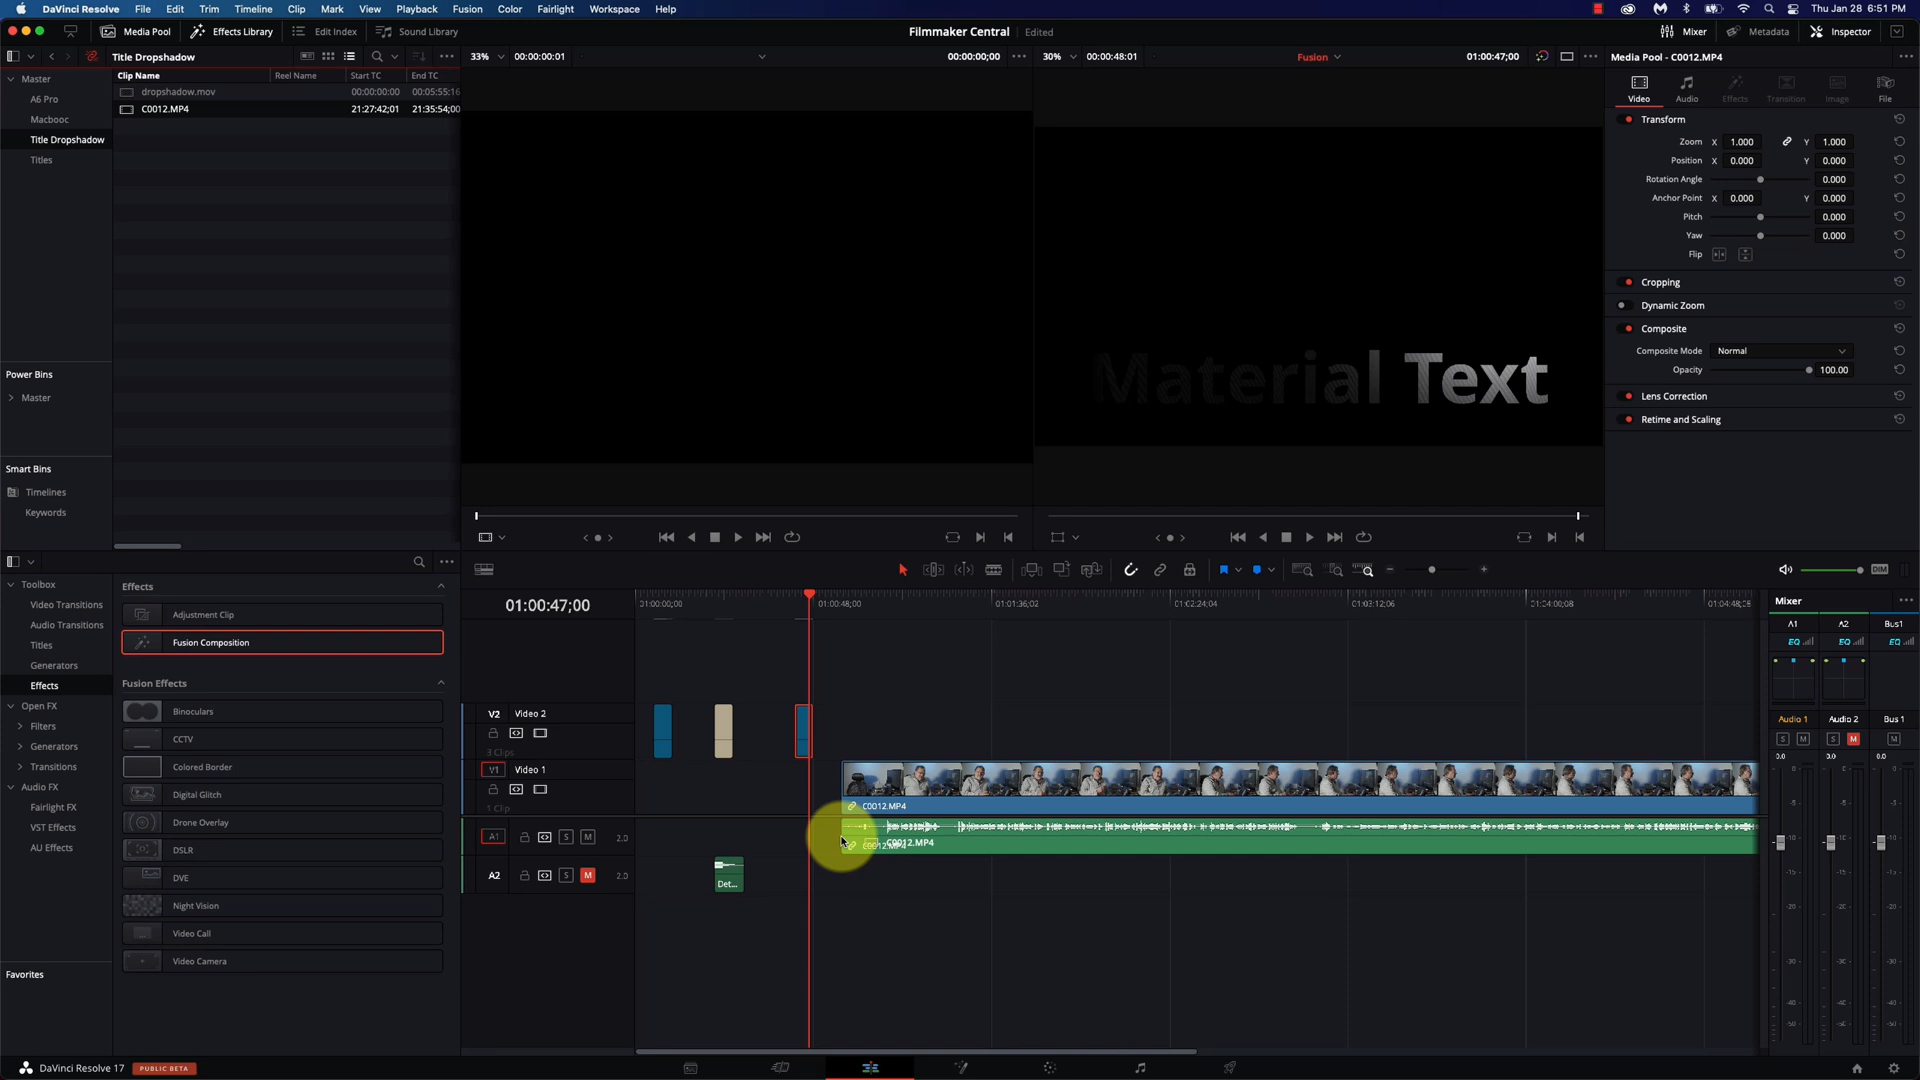 DaVinci Resolve File Edit Trim Timeline Clip Mark View Playback Fusion Color Fairlight Workspace Help Thu Jan 28 6:51 PM
Media Pool Effects Library Edit Index Sound Library Filmmaker Central Edited Mixer Metadata Inspector
Title Dropshadow 33% 00:00:00:01 00:00:00;00 30% 00:00:48:01 Fusion 01:00:47;00 Media Pool - C0012.MP4
Master Clip Name Reel Name Start TC End TC
dropshadow.mov 00:00:00:00 00:05:55:16
A6 Pro C0012.MP4 21:27:42;01 21:35:54;00
Macbooc
Title Dropshadow
Titles
Video Audio Effects Transition Image File
Transform
Zoom X 1.000 Y 1.000
Position X 0.000 Y 0.000
Rotation Angle 0.000
Anchor Point X 0.000 Y 0.000
Pitch 0.000
Yaw 0.000
Flip
Cropping
Dynamic Zoom
Composite
Composite Mode Normal
Opacity 100.00
Lens Correction
Retime and Scaling
Material Text
Power Bins
Master
Smart Bins
Timelines
Keywords
Toolbox
Video Transitions
Audio Transitions
Titles
Generators
Effects
Open FX
Filters
Generators
Transitions
Audio FX
Fairlight FX
VST Effects
AU Effects
Favorites
Effects
Adjustment Clip
Fusion Composition
Fusion Effects
Binoculars
CCTV
Colored Border
Digital Glitch
Drone Overlay
DSLR
DVE
Night Vision
Video Call
Video Camera
DIM
01:00:47;00 01:00:00;00 01:00:48;00 01:01:36;02 01:02:24;04 01:03:12;06 01:04:00;08 01:04:48;28
V2 Video 2
3 Clips
V1 Video 1
1 Clip
C0012.MP4
A1 S M 2.0
C0012.MP4
C0012.MP4
A2 S M 2.0
Det...
Mixer
A1 A2 Bus1
EQ EQ EQ
Audio 1 Audio 2 Bus 1
S M S M M
0.0 0.0
DaVinci Resolve 17 PUBLIC BETA